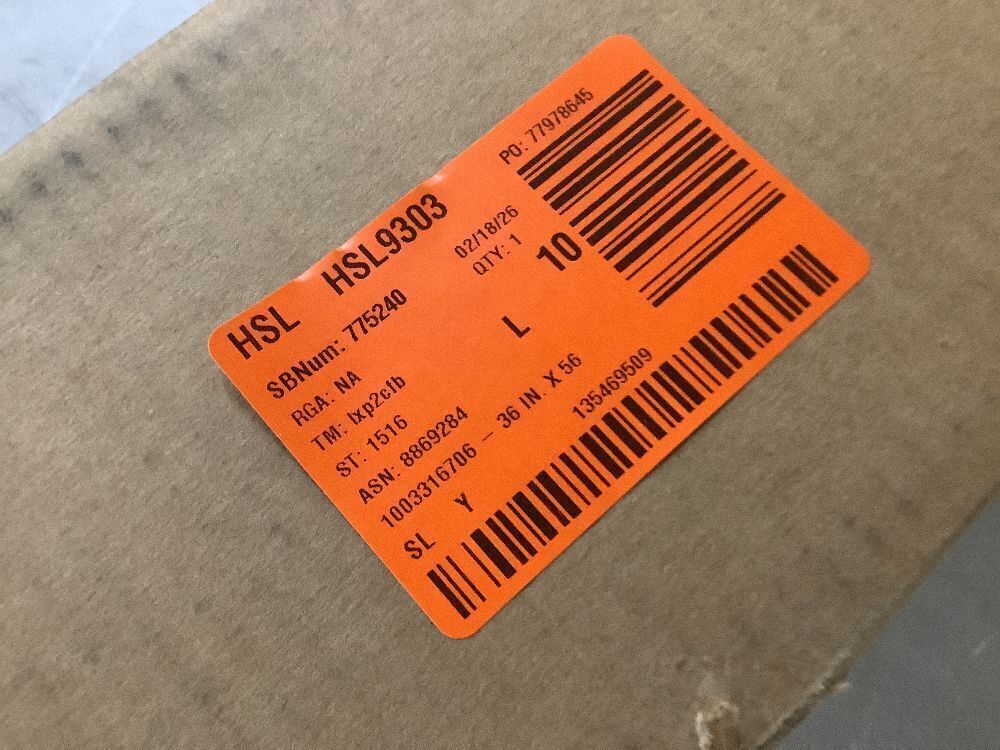 HSL HSL9303
PO: 77978645
SBNum: 775240
02/18/26
RGA: NA
QTY: 1
10
TM: lxp2cfb
L
ST: 1516
ASN: 8869284
1003316706 – 36 IN. X 56
SL Y
135469509